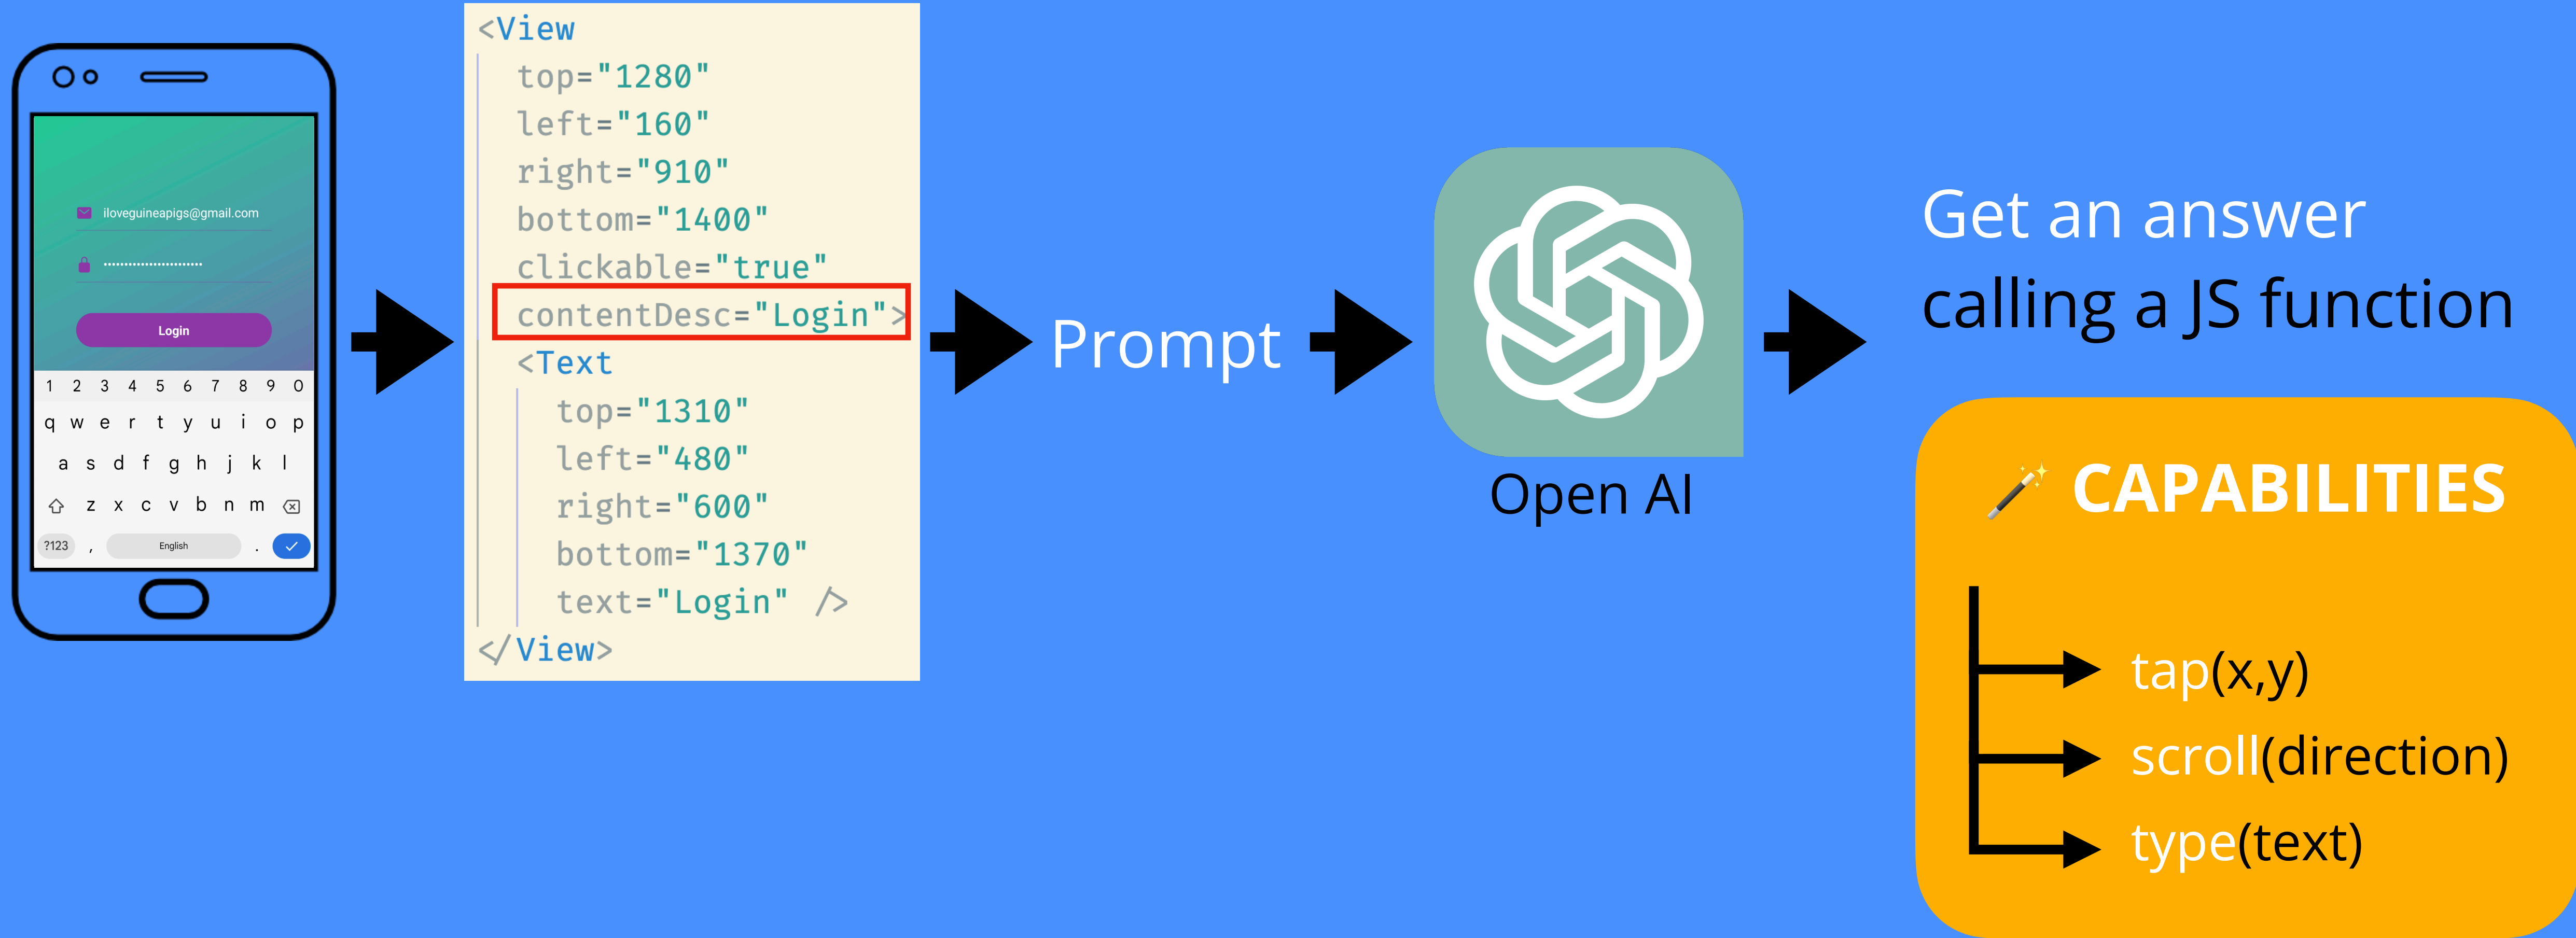 iloveguineapigs@gmail.com
••••••••••••••••••••••••
Login
1 2 3 4 5 6 7 8 9 0
q w e r t y u i o p
a s d f g h j k l
z x c v b n m
?123 , English .
<View
top="1280"
left="160"
right="910"
bottom="1400"
clickable="true"
contentDesc="Login">
<Text
top="1310"
left="480"
right="600"
bottom="1370"
text="Login" />
</View>
Prompt
Open AI
Get an answer
calling a JS function
🪄 CAPABILITIES
tap(x,y)
scroll(direction)
type(text)